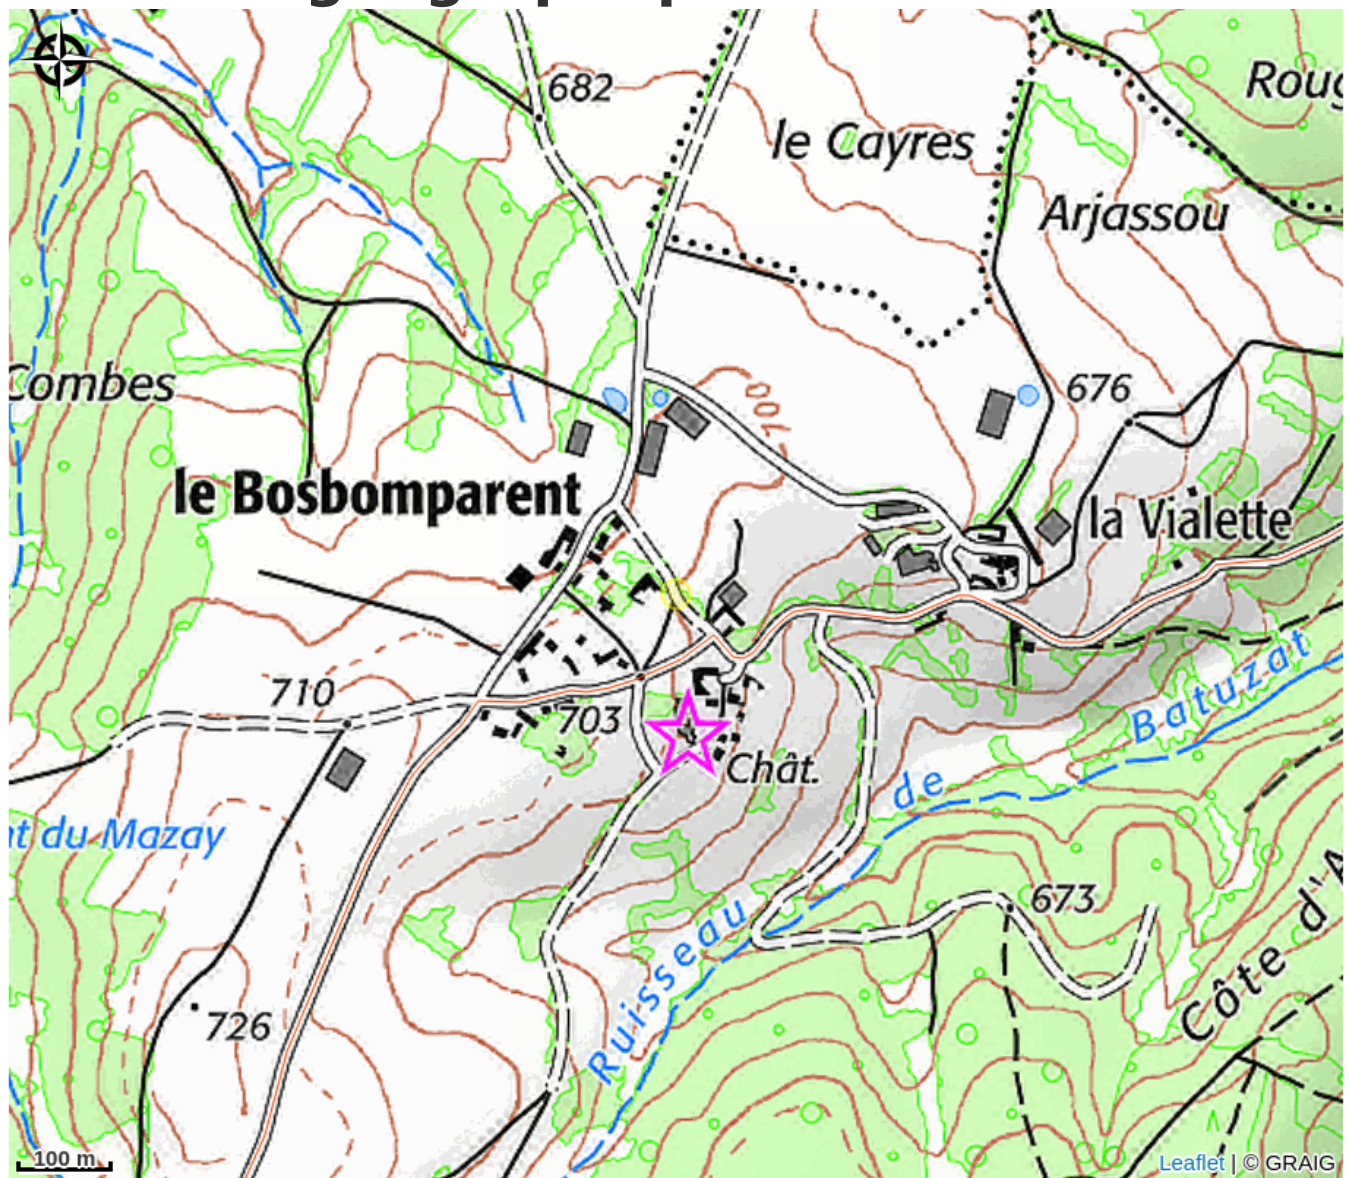 682
le Cayres
Arjassou
Combes
676
700
le Bosbomparent
la Vialette
710
703
Chât.
Ruisseau de Batuzat
nt du Mazay
673
Côte d'A
726
100 m
Leaflet | © GRAIG